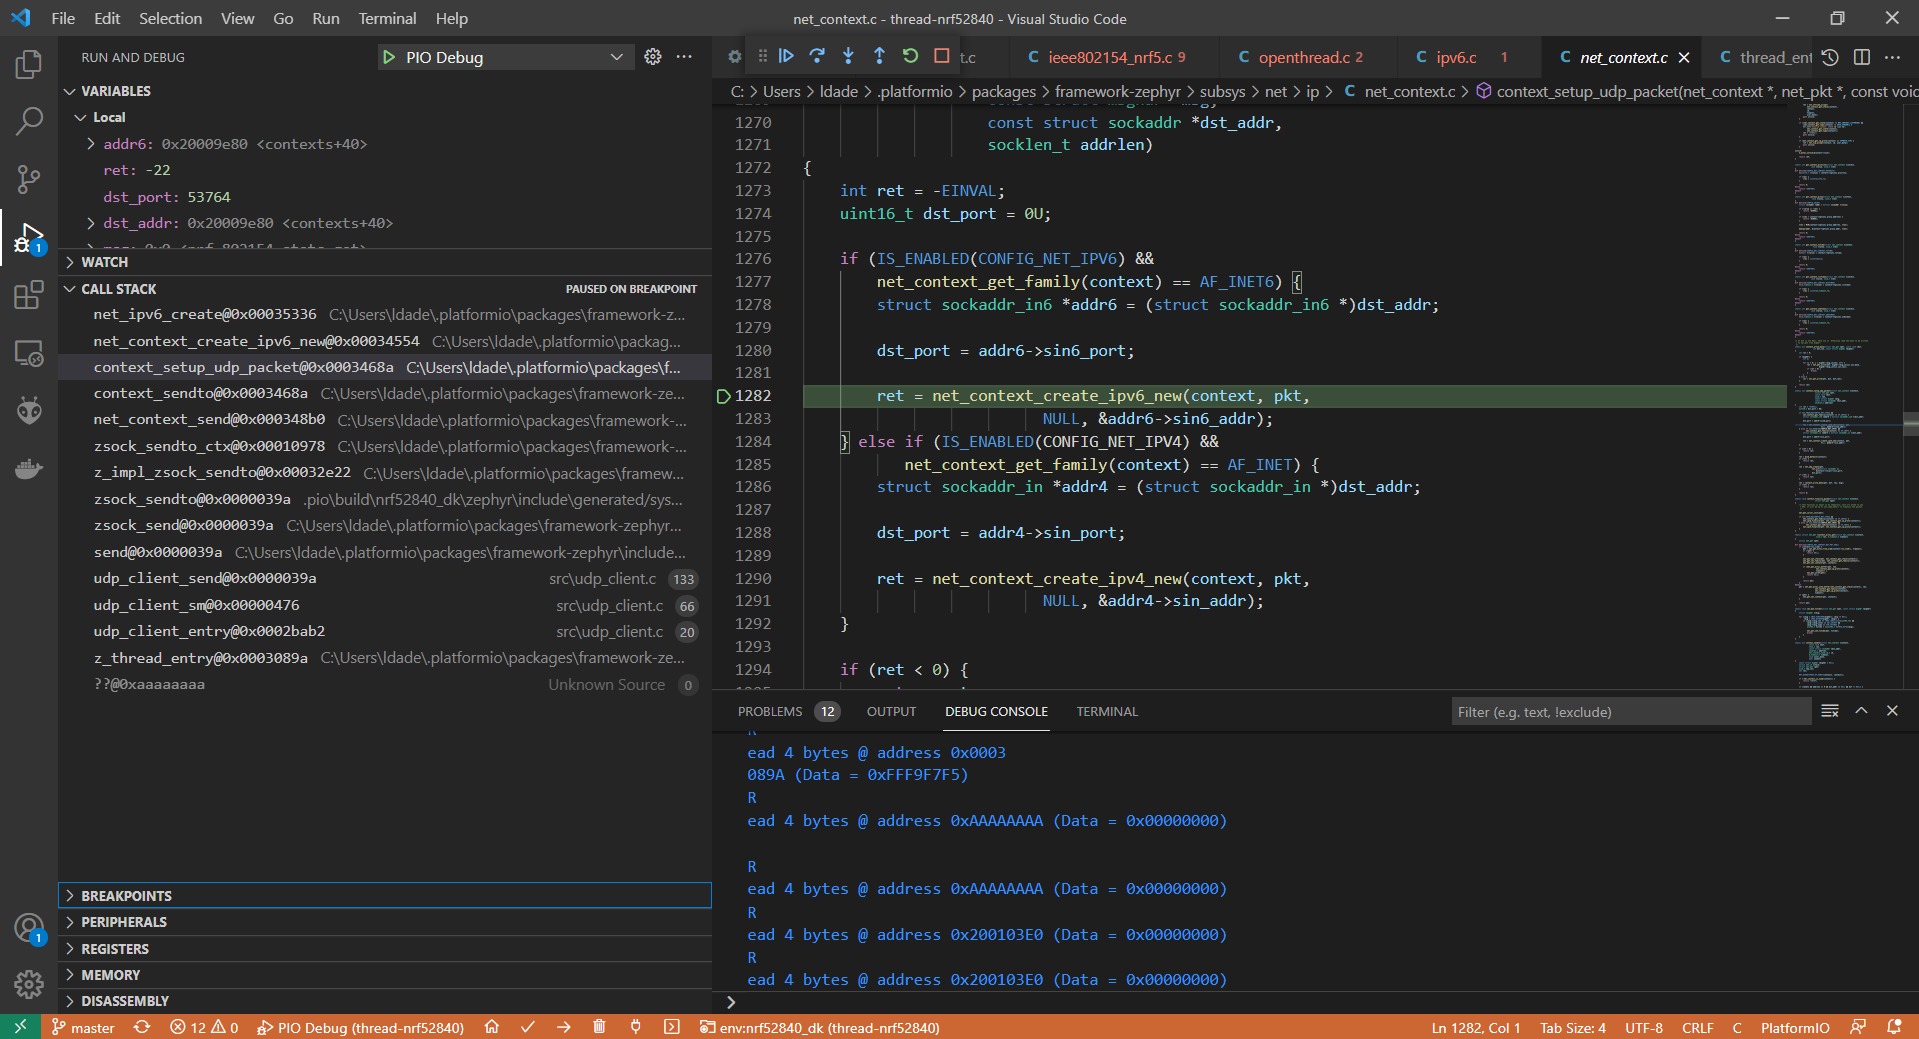 File Edit Selection View Go Run Terminal Help
net_context.c - thread-nrf52840 - Visual Studio Code
RUN AND DEBUG
PIO Debug
.c
ieee802154_nrf5.c 9
openthread.c 2
ipv6.c 1
net_context.c
thread_ent
C: > Users > ldade > .platformio > packages > framework-zephyr > subsys > net > ip > C net_context.c > context_setup_udp_packet(net_context *, net_pkt *, const void
VARIABLES
Local
addr6: 0x20009e80 <contexts+40>
ret: -22
dst_port: 53764
dst_addr: 0x20009e80 <contexts+40>
WATCH
CALL STACK
PAUSED ON BREAKPOINT
net_ipv6_create@0x00035336 C:\Users\ldade\.platformio\packages\framework-z...
net_context_create_ipv6_new@0x00034554 C:\Users\ldade\.platformio\packag...
context_setup_udp_packet@0x0003468a C:\Users\ldade\.platformio\packages\f...
context_sendto@0x0003468a C:\Users\ldade\.platformio\packages\framework-ze...
net_context_send@0x000348b0 C:\Users\ldade\.platformio\packages\framework-...
zsock_sendto_ctx@0x00010978 C:\Users\ldade\.platformio\packages\framework-...
z_impl_zsock_sendto@0x00032e22 C:\Users\ldade\.platformio\packages\framew...
zsock_sendto@0x0000039a .pio\build\nrf52840_dk\zephyr\include\generated/sys...
zsock_send@0x0000039a C:\Users\ldade\.platformio\packages\framework-zephyr...
send@0x0000039a C:\Users\ldade\.platformio\packages\framework-zephyr\include...
udp_client_send@0x0000039a src\udp_client.c 133
udp_client_sm@0x00000476 src\udp_client.c 66
udp_client_entry@0x0002bab2 src\udp_client.c 20
z_thread_entry@0x0003089a C:\Users\ldade\.platformio\packages\framework-ze...
??@0xaaaaaaaa Unknown Source 0
BREAKPOINTS
PERIPHERALS
REGISTERS
MEMORY
DISASSEMBLY
1270 const struct sockaddr *dst_addr,
1271 socklen_t addrlen)
1272 {
1273 int ret = -EINVAL;
1274 uint16_t dst_port = 0U;
1275
1276 if (IS_ENABLED(CONFIG_NET_IPV6) &&
1277 net_context_get_family(context) == AF_INET6) {
1278 struct sockaddr_in6 *addr6 = (struct sockaddr_in6 *)dst_addr;
1279
1280 dst_port = addr6->sin6_port;
1281
1282 ret = net_context_create_ipv6_new(context, pkt,
1283 NULL, &addr6->sin6_addr);
1284 } else if (IS_ENABLED(CONFIG_NET_IPV4) &&
1285 net_context_get_family(context) == AF_INET) {
1286 struct sockaddr_in *addr4 = (struct sockaddr_in *)dst_addr;
1287
1288 dst_port = addr4->sin_port;
1289
1290 ret = net_context_create_ipv4_new(context, pkt,
1291 NULL, &addr4->sin_addr);
1292 }
1293
1294 if (ret < 0) {
PROBLEMS 12 OUTPUT DEBUG CONSOLE TERMINAL
Filter (e.g. text, !exclude)
ead 4 bytes @ address 0x0003
089A (Data = 0xFFF9F7F5)
R
ead 4 bytes @ address 0xAAAAAAAA (Data = 0x00000000)
R
ead 4 bytes @ address 0xAAAAAAAA (Data = 0x00000000)
R
ead 4 bytes @ address 0x200103E0 (Data = 0x00000000)
R
ead 4 bytes @ address 0x200103E0 (Data = 0x00000000)
master 12 0 PIO Debug (thread-nrf52840) env:nrf52840_dk (thread-nrf52840)
Ln 1282, Col 1 Tab Size: 4 UTF-8 CRLF C PlatformIO